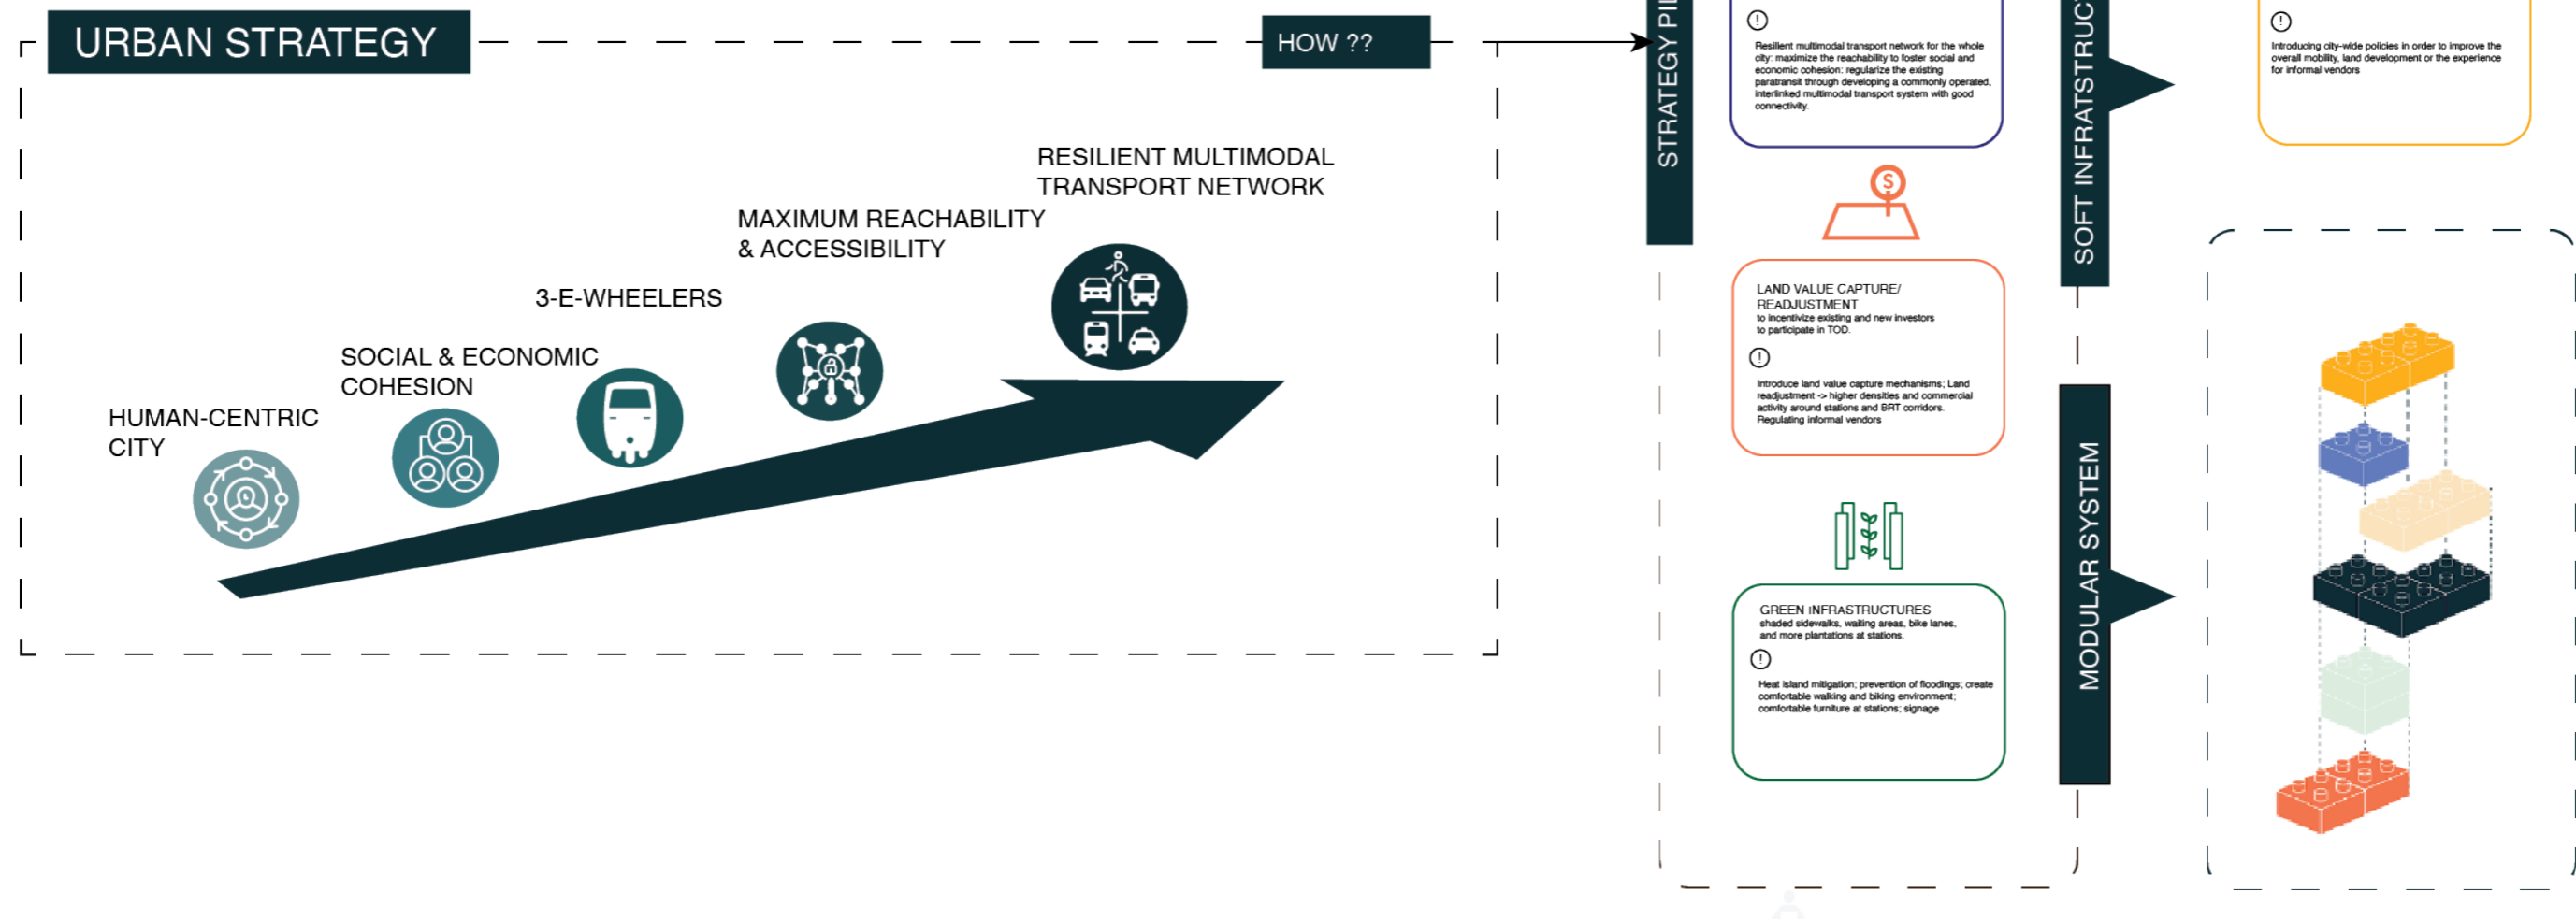 URBAN STRATEGY
HOW ??
HUMAN-CENTRIC
CITY
SOCIAL & ECONOMIC
COHESION
3-E-WHEELERS
MAXIMUM REACHABILITY
& ACCESSIBILITY
RESILIENT MULTIMODAL
TRANSPORT NETWORK
STRATEGY
Resilient multimodal transport network for the whole
city: maximize the reachability to foster social and
economic cohesion: regularize the existing
paratransit through developing a commonly operated,
interlinked multimodal transport system with good
connectivity.
LAND VALUE CAPTURE/
READJUSTMENT
to incentivize existing and new investors
to participate in TOD.
Introduce land value capture mechanisms; Land
readjustment -> higher densities and commercial
activity around stations and BRT corridors.
Regulating informal vendors
GREEN INFRASTRUCTURES
shaded sidewalks, waiting areas, bike lanes,
and more plantations at stations.
Heat island mitigation; prevention of floodings; create
comfortable walking and biking environment;
comfortable furniture at stations; signage
SOFT INFRATSTRUC
MODULAR SYSTEM
Introducing city-wide policies in order to improve the
overall mobility, land development or the experience
for informal vendors